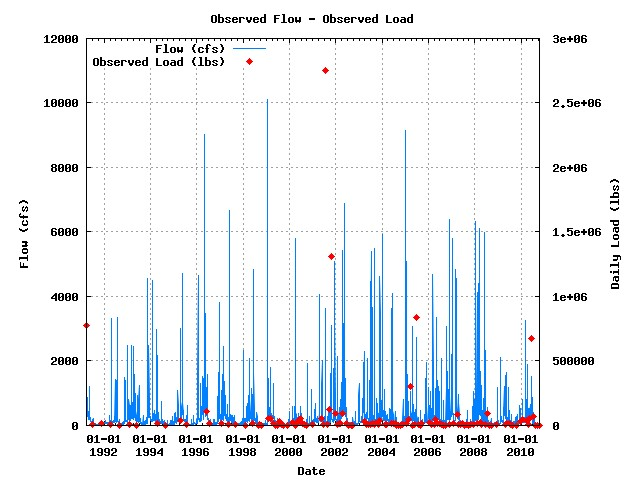 Observed Flow - Observed Load
Flow (cfs)
Observed Load (lbs)
12000
10000
8000
6000
4000
2000
0
Flow (cfs)
3e+06
2.5e+06
2e+06
1.5e+06
1e+06
500000
0
Daily Load (lbs)
01-01 01-01 01-01 01-01 01-01 01-01 01-01 01-01 01-01 01-01
1992 1994 1996 1998 2000 2002 2004 2006 2008 2010
Date